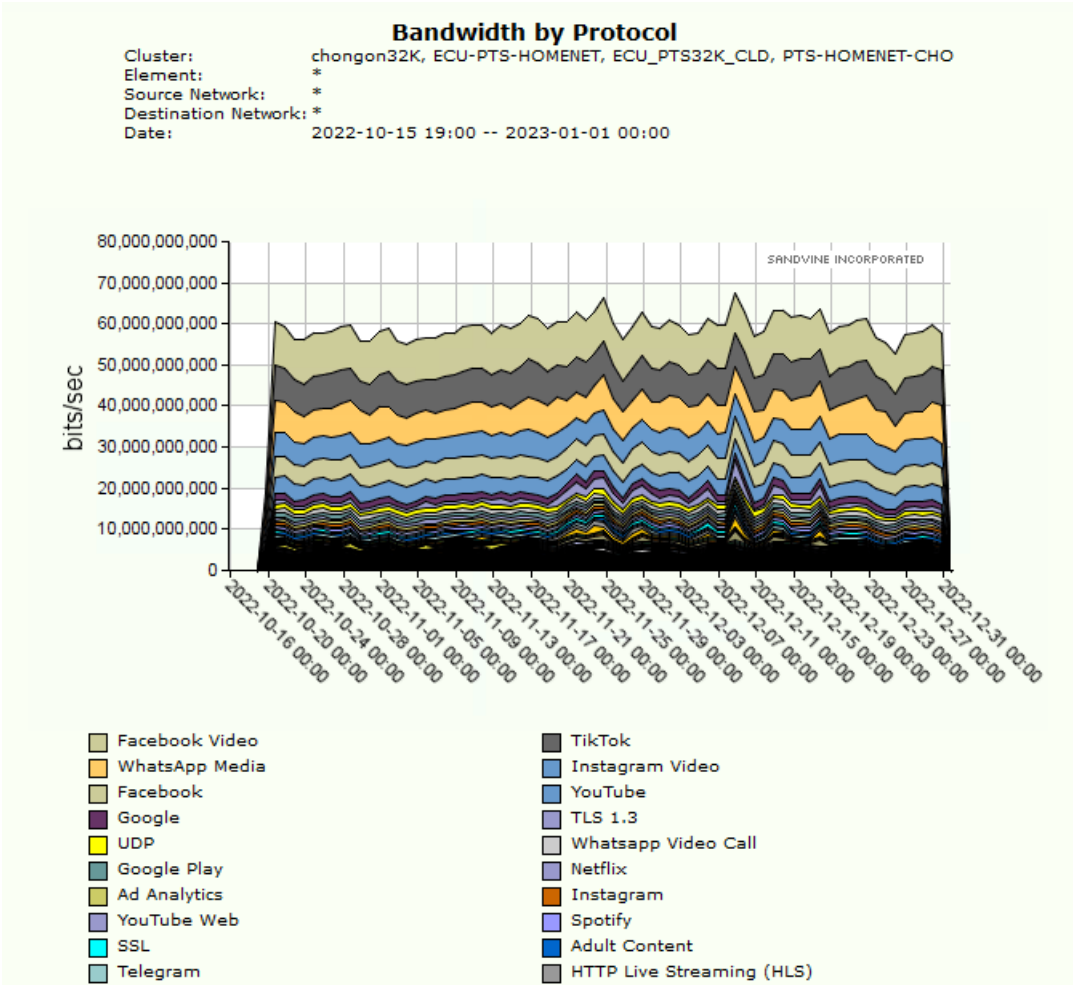 Bandwidth by Protocol
Cluster: chongon32K, ECU-PTS-HOMENET, ECU_PTS32K_CLD, PTS-HOMENET-CHO
Element: *
Source Network: *
Destination Network: *
Date: 2022-10-15 19:00 -- 2023-01-01 00:00
SANDVINE INCORPORATED
bits/sec
80,000,000,000
70,000,000,000
60,000,000,000
50,000,000,000
40,000,000,000
30,000,000,000
20,000,000,000
10,000,000,000
0
2022-10-16 00:00
2022-10-20 00:00
2022-10-24 00:00
2022-10-28 00:00
2022-11-01 00:00
2022-11-05 00:00
2022-11-09 00:00
2022-11-13 00:00
2022-11-17 00:00
2022-11-21 00:00
2022-11-25 00:00
2022-11-29 00:00
2022-12-03 00:00
2022-12-07 00:00
2022-12-11 00:00
2022-12-15 00:00
2022-12-19 00:00
2022-12-23 00:00
2022-12-27 00:00
2022-12-31 00:00
Facebook Video TikTok
WhatsApp Media Instagram Video
Facebook YouTube
Google TLS 1.3
UDP Whatsapp Video Call
Google Play Netflix
Ad Analytics Instagram
YouTube Web Spotify
SSL Adult Content
Telegram HTTP Live Streaming (HLS)